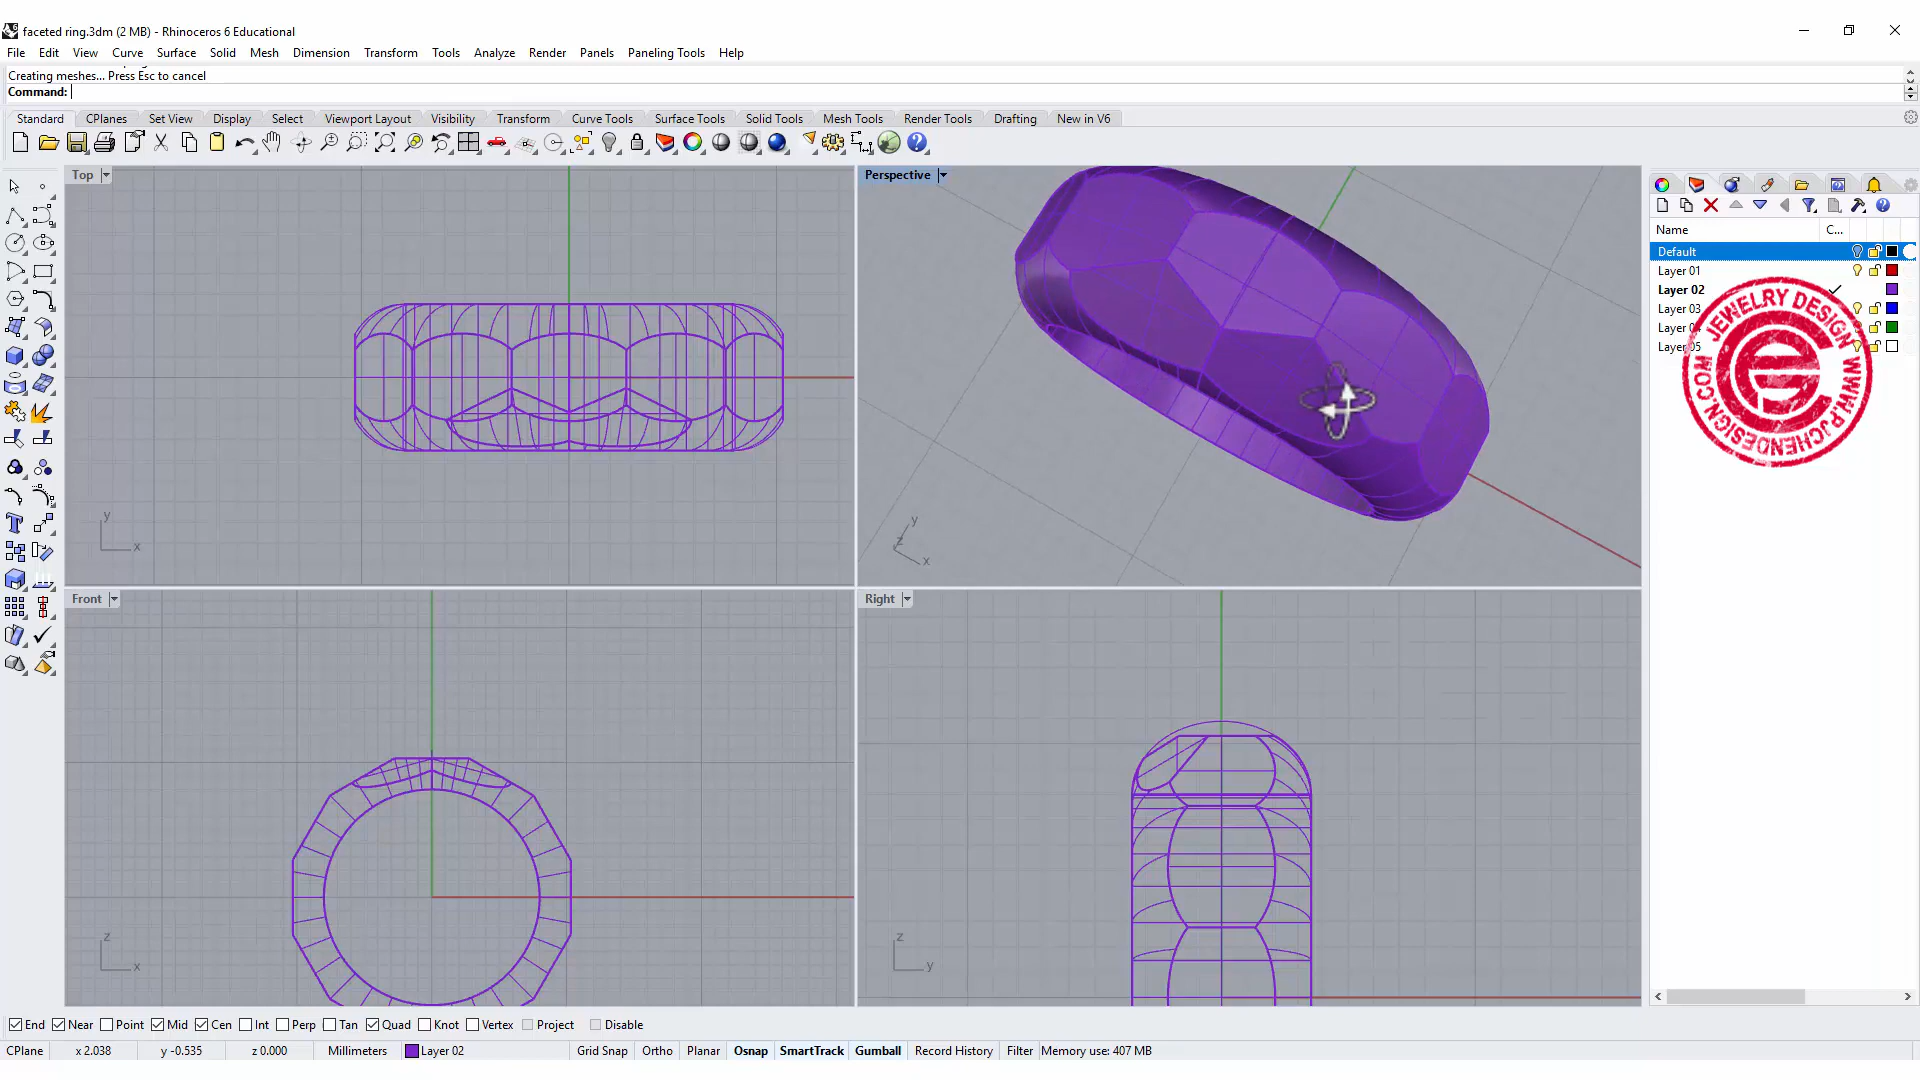 faceted ring.3dm (2 MB) - Rhinoceros 6 Educational
File Edit View Curve Surface Solid Mesh Dimension Transform Tools Analyze Render Panels Paneling Tools Help
Creating meshes... Press Esc to cancel
Command:
Standard CPlanes Set View Display Select Viewport Layout Visibility Transform Curve Tools Surface Tools Solid Tools Mesh Tools Render Tools Drafting New in V6
Top
Perspective
Name C...
Default
Layer 01
Layer 02
Layer 03
JEWELRY DESIGN WWW.PJCHENDESIGN.COM
y
x
y
z
x
Front
Right
z
x
z
y
End Near Point Mid Cen Int Perp Tan Quad Knot Vertex Project Disable
CPlane x 2.038 y -0.535 z 0.000 Millimeters Layer 02 Grid Snap Ortho Planar Osnap SmartTrack Gumball Record History Filter Memory use: 407 MB